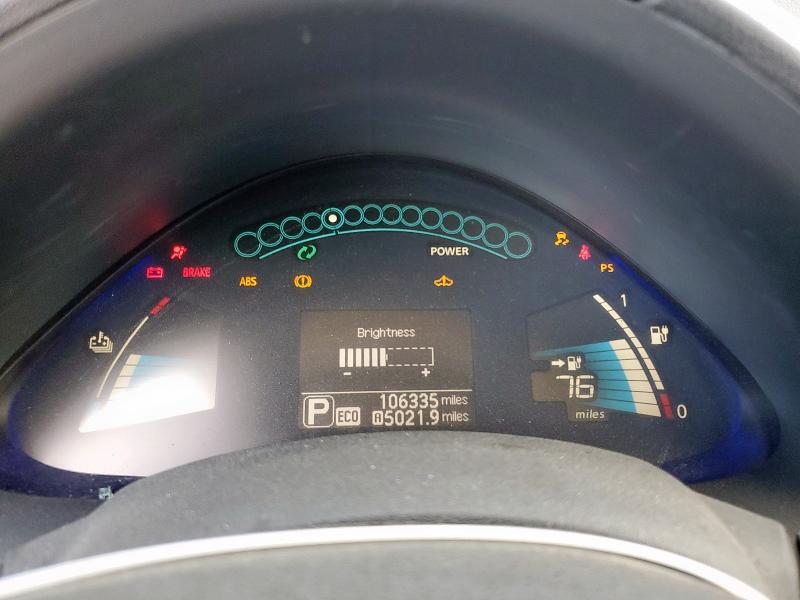 POWER
BRAKE
ABS
PS
Brightness
- +
1
76
miles
0
106335 miles
P ECO A 5021.9 miles